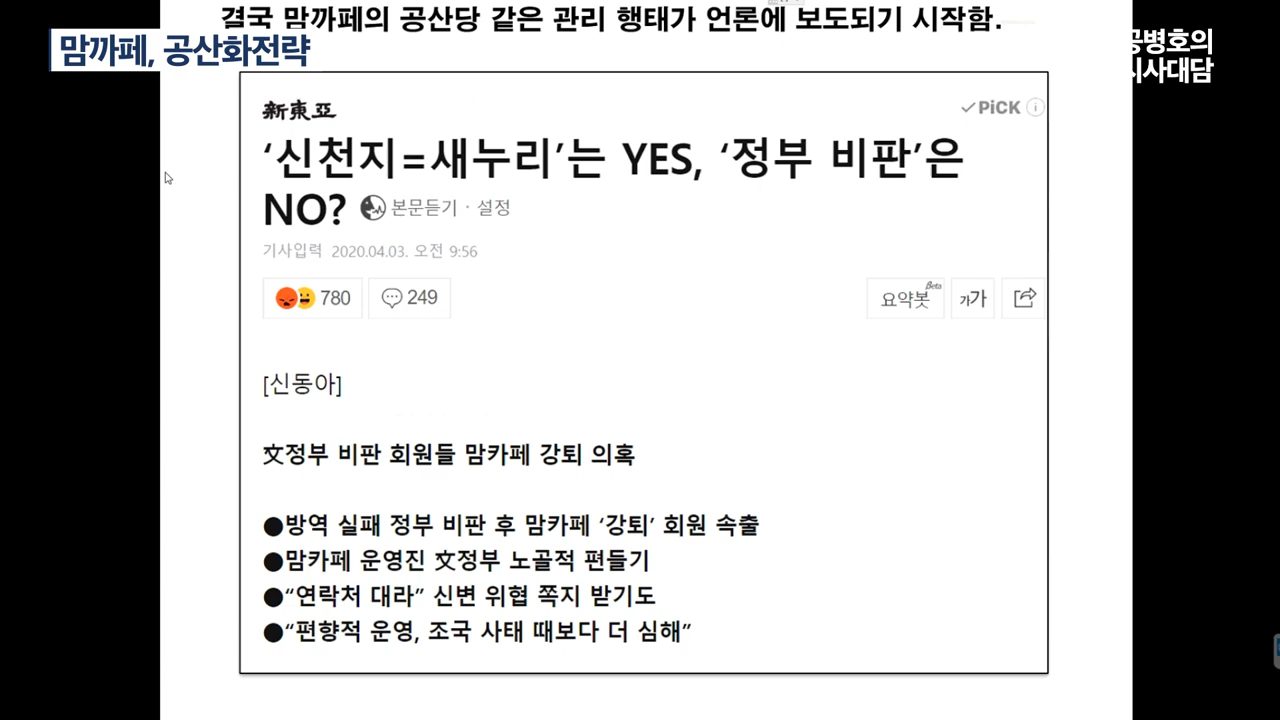 결국 맘까페의 공산당 같은 관리 행태가 언론에 보도되기 시작함.
맘까페, 공산화전략
공병호의
시사대담
新東亞
PiCK
‘신천지=새누리’는 YES, ‘정부 비판’은
NO? 본문듣기 · 설정
기사입력 2020.04.03. 오전 9:56
780 249
요약봇 Beta 가가
[신동아]
文정부 비판 회원들 맘카페 강퇴 의혹
●방역 실패 정부 비판 후 맘카페 ‘강퇴’ 회원 속출
●맘카페 운영진 文정부 노골적 편들기
●“연락처 대라” 신변 위협 쪽지 받기도
●“편향적 운영, 조국 사태 때보다 더 심해”